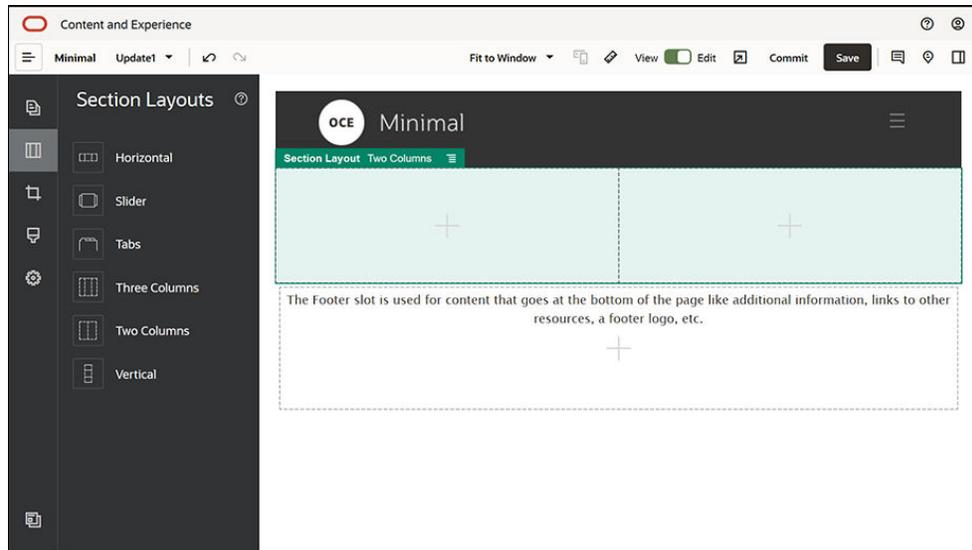 Content and Experience
Minimal Update1 Fit to Window View Edit Commit Save
Section Layouts
Horizontal
Slider
Tabs
Three Columns
Two Columns
Vertical
OCE Minimal
Section Layout Two Columns
The Footer slot is used for content that goes at the bottom of the page like additional information, links to other
resources, a footer logo, etc.